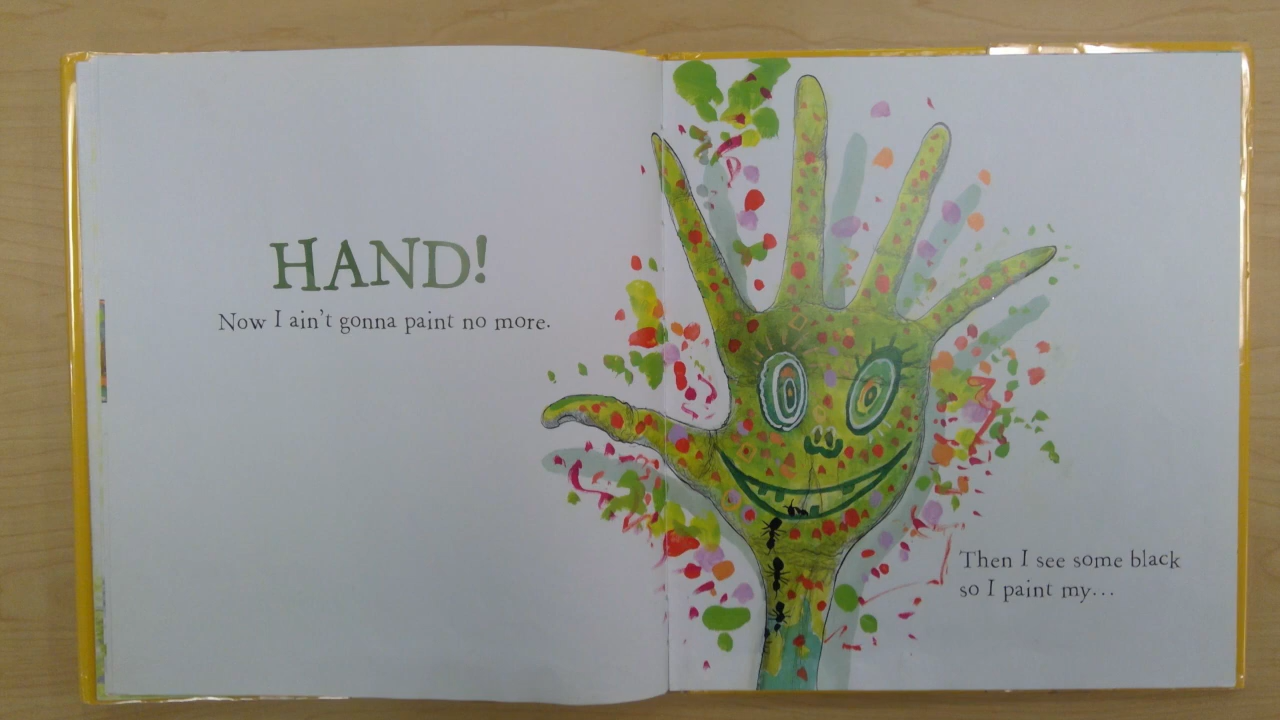 HAND!
Now I ain't gonna paint no more.
Then I see some black
so I paint my...